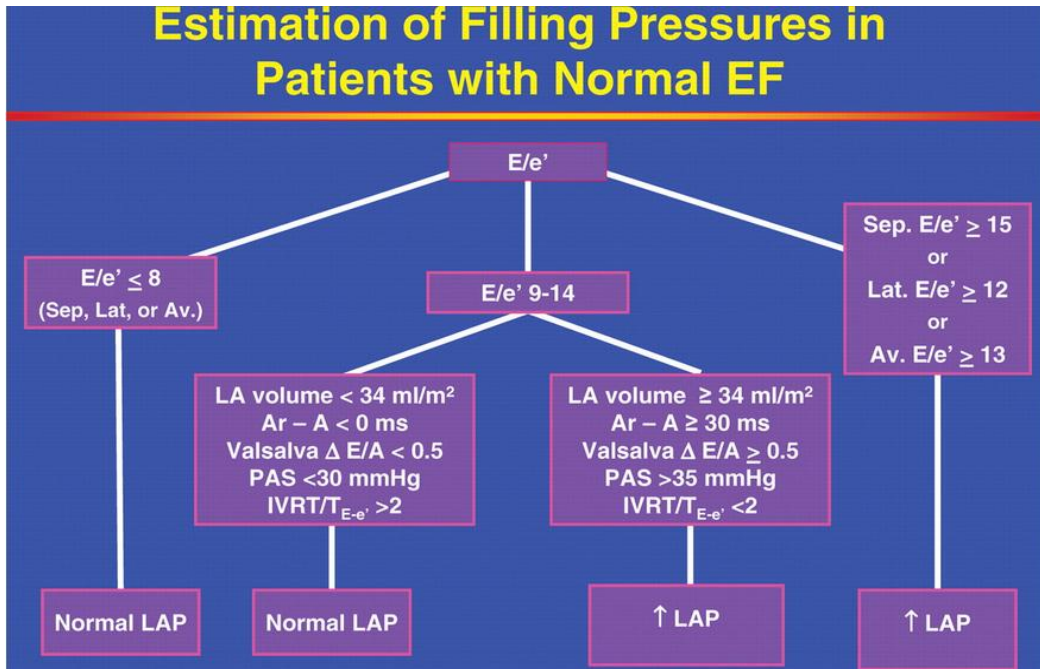 Estimation of Filling Pressures in
Patients with Normal EF
E/e’
E/e’ ≤ 8
(Sep, Lat, or Av.)
E/e’ 9-14
Sep. E/e’ ≥ 15
or
Lat. E/e’ ≥ 12
or
Av. E/e’ ≥ 13
LA volume < 34 ml/m²
Ar – A < 0 ms
Valsalva Δ E/A < 0.5
PAS <30 mmHg
IVRT/T_E-e’ >2
LA volume ≥ 34 ml/m²
Ar – A ≥ 30 ms
Valsalva Δ E/A ≥ 0.5
PAS >35 mmHg
IVRT/T_E-e’ <2
Normal LAP
Normal LAP
↑ LAP
↑ LAP